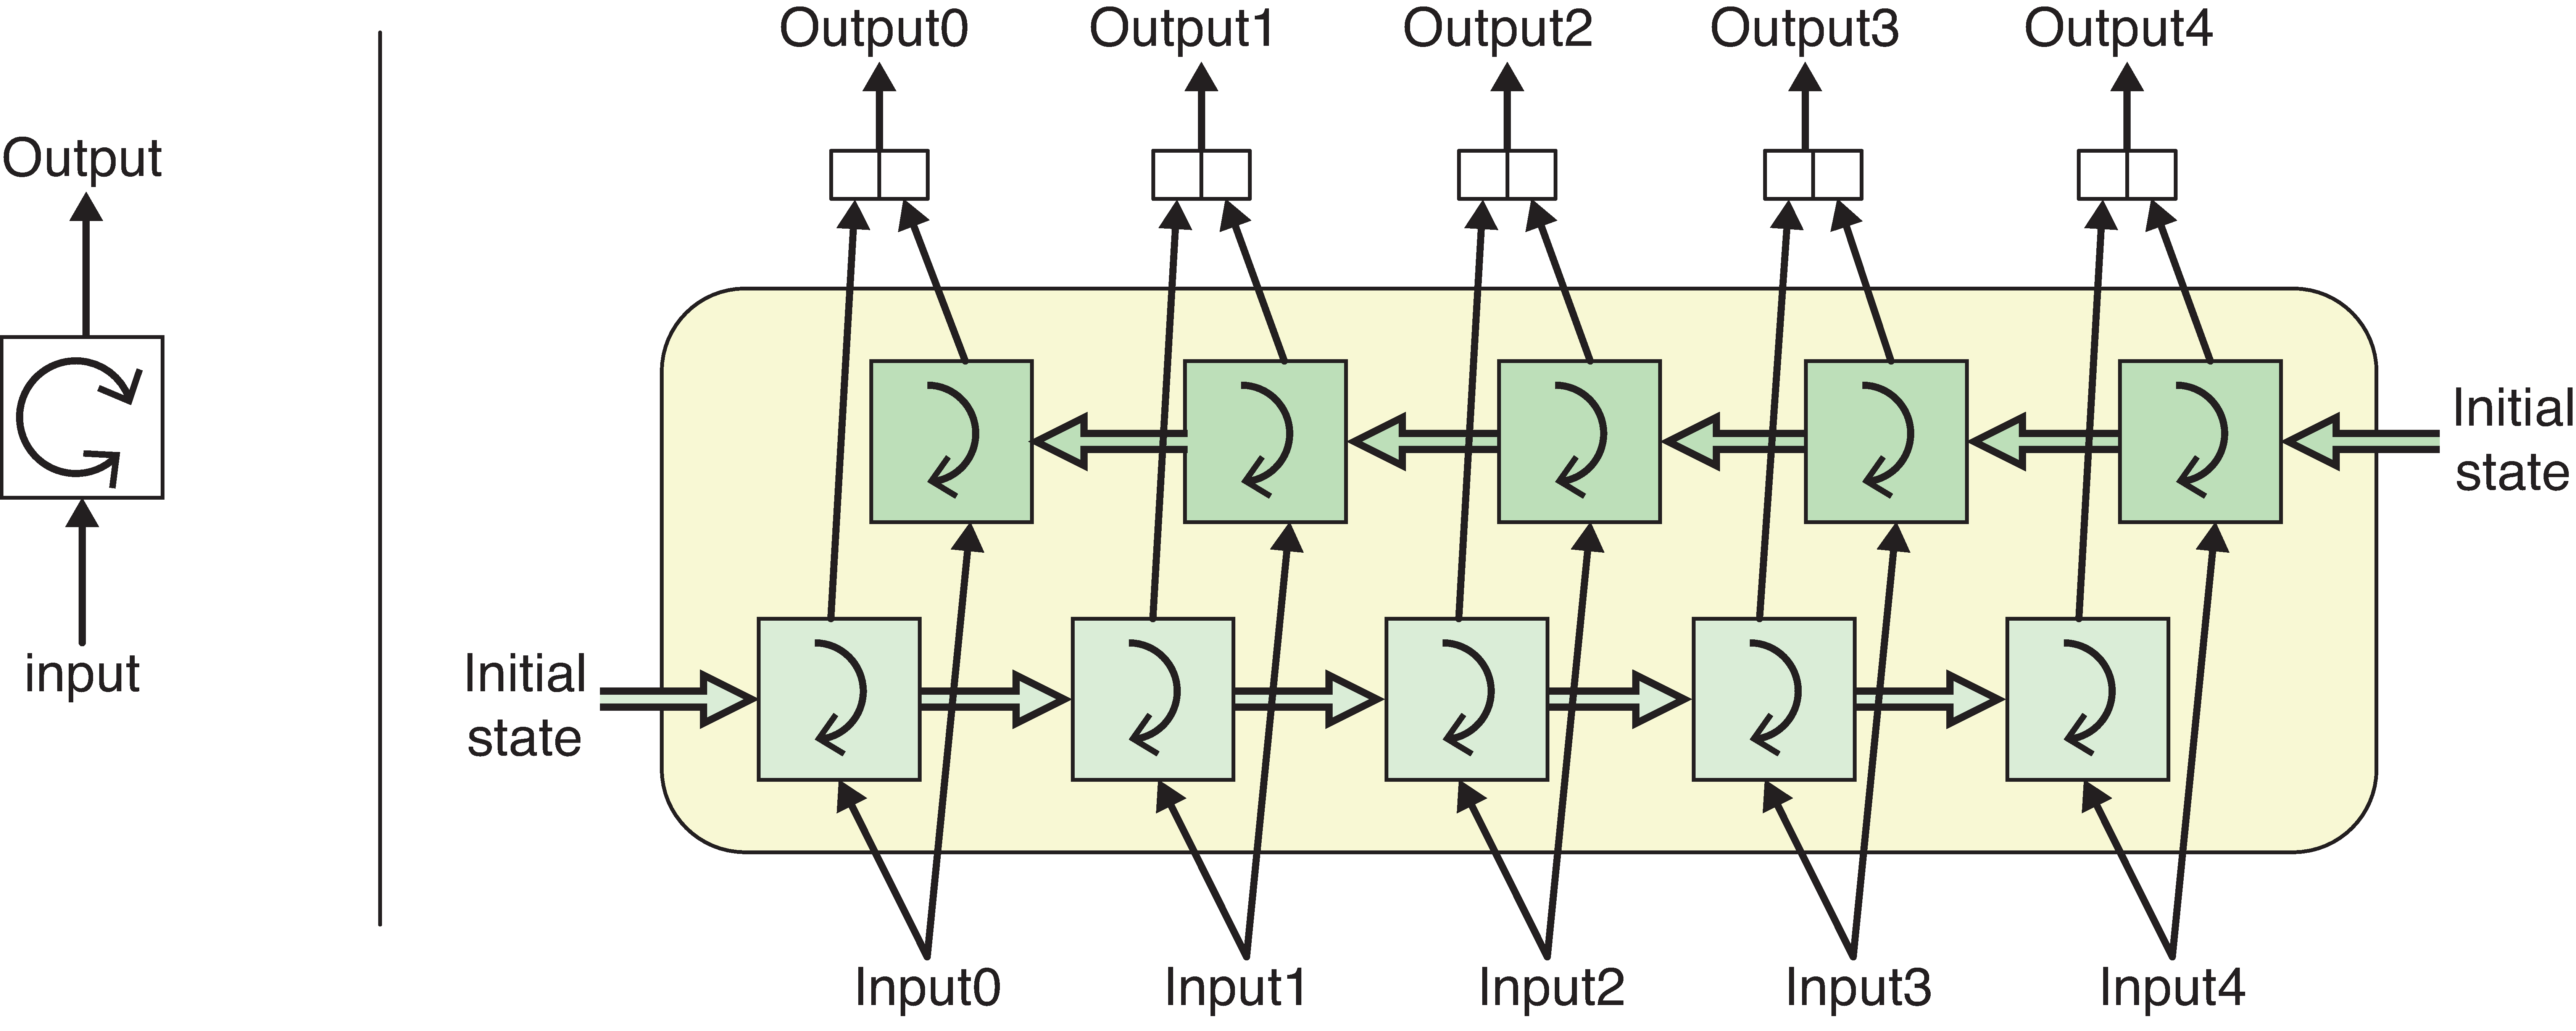 Output0 Output1 Output2 Output3 Output4
Output
Initial
state
Initial
state
input
Input0 Input1 Input2 Input3 Input4